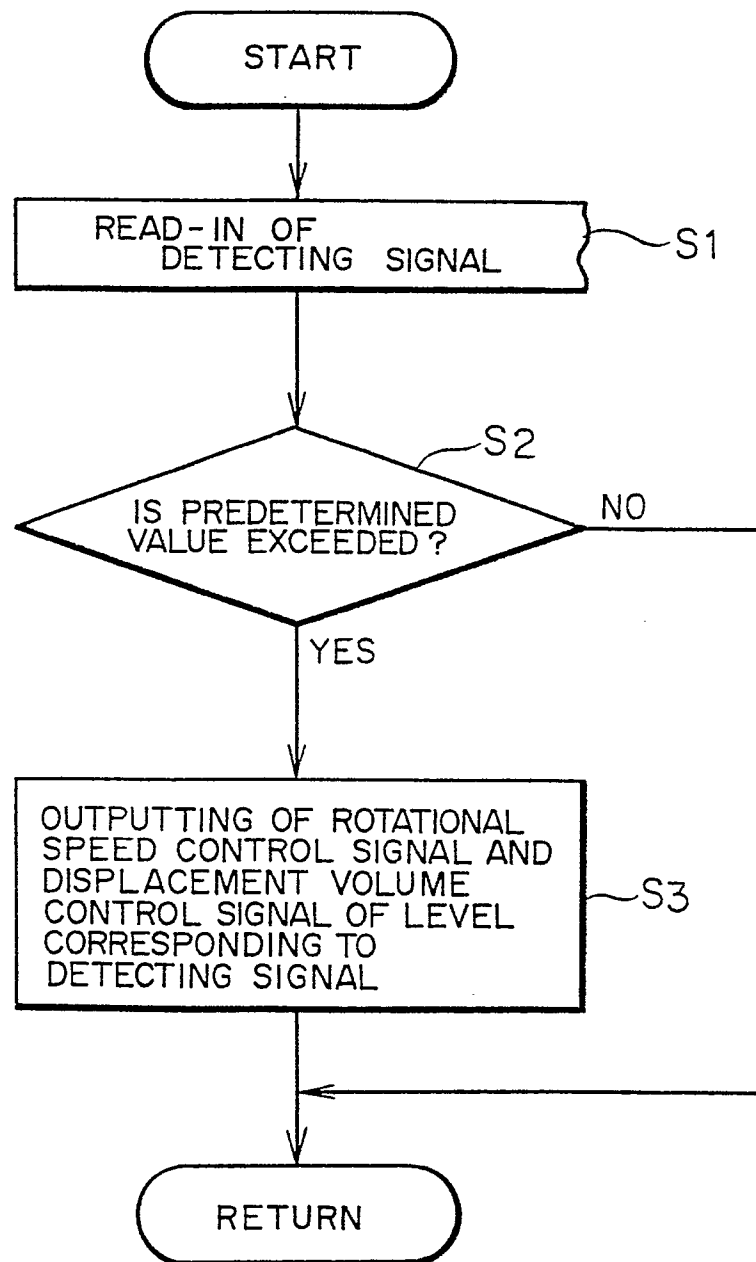 START
READ-IN OF
DETECTING SIGNAL
S1
S2
IS PREDETERMINED
VALUE EXCEEDED?
NO
YES
OUTPUTTING OF ROTATIONAL
SPEED CONTROL SIGNAL AND
DISPLACEMENT VOLUME
CONTROL SIGNAL OF LEVEL
CORRESPONDING TO
DETECTING SIGNAL
S3
RETURN